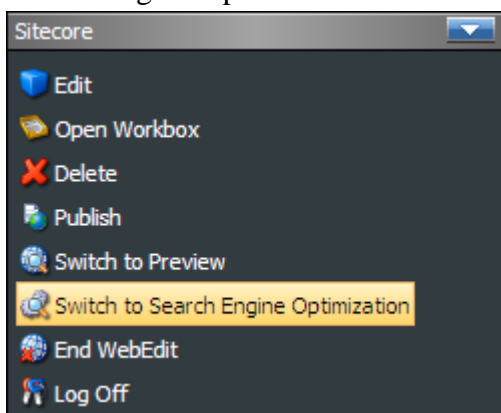 Sitecore
Edit
Open Workbox
Delete
Publish
Switch to Preview
Switch to Search Engine Optimization
End WebEdit
Log Off